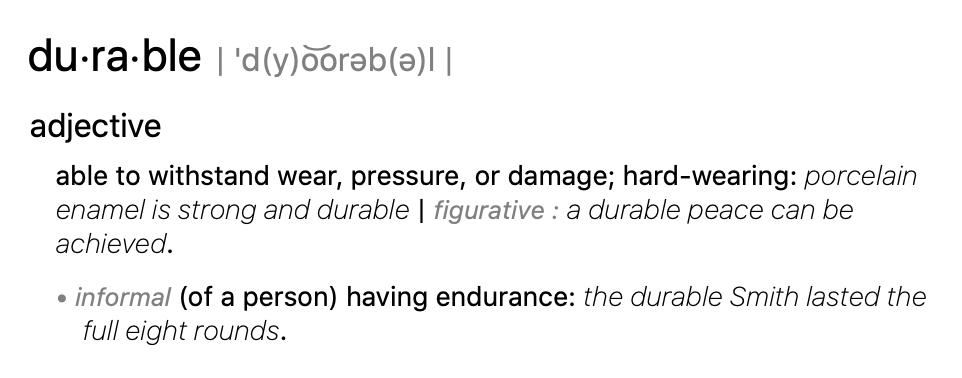 du·ra·ble | ˈd(y)o͝orəb(ə)l |
adjective
able to withstand wear, pressure, or damage; hard-wearing: porcelain
enamel is strong and durable | figurative : a durable peace can be
achieved.
• informal (of a person) having endurance: the durable Smith lasted the
full eight rounds.